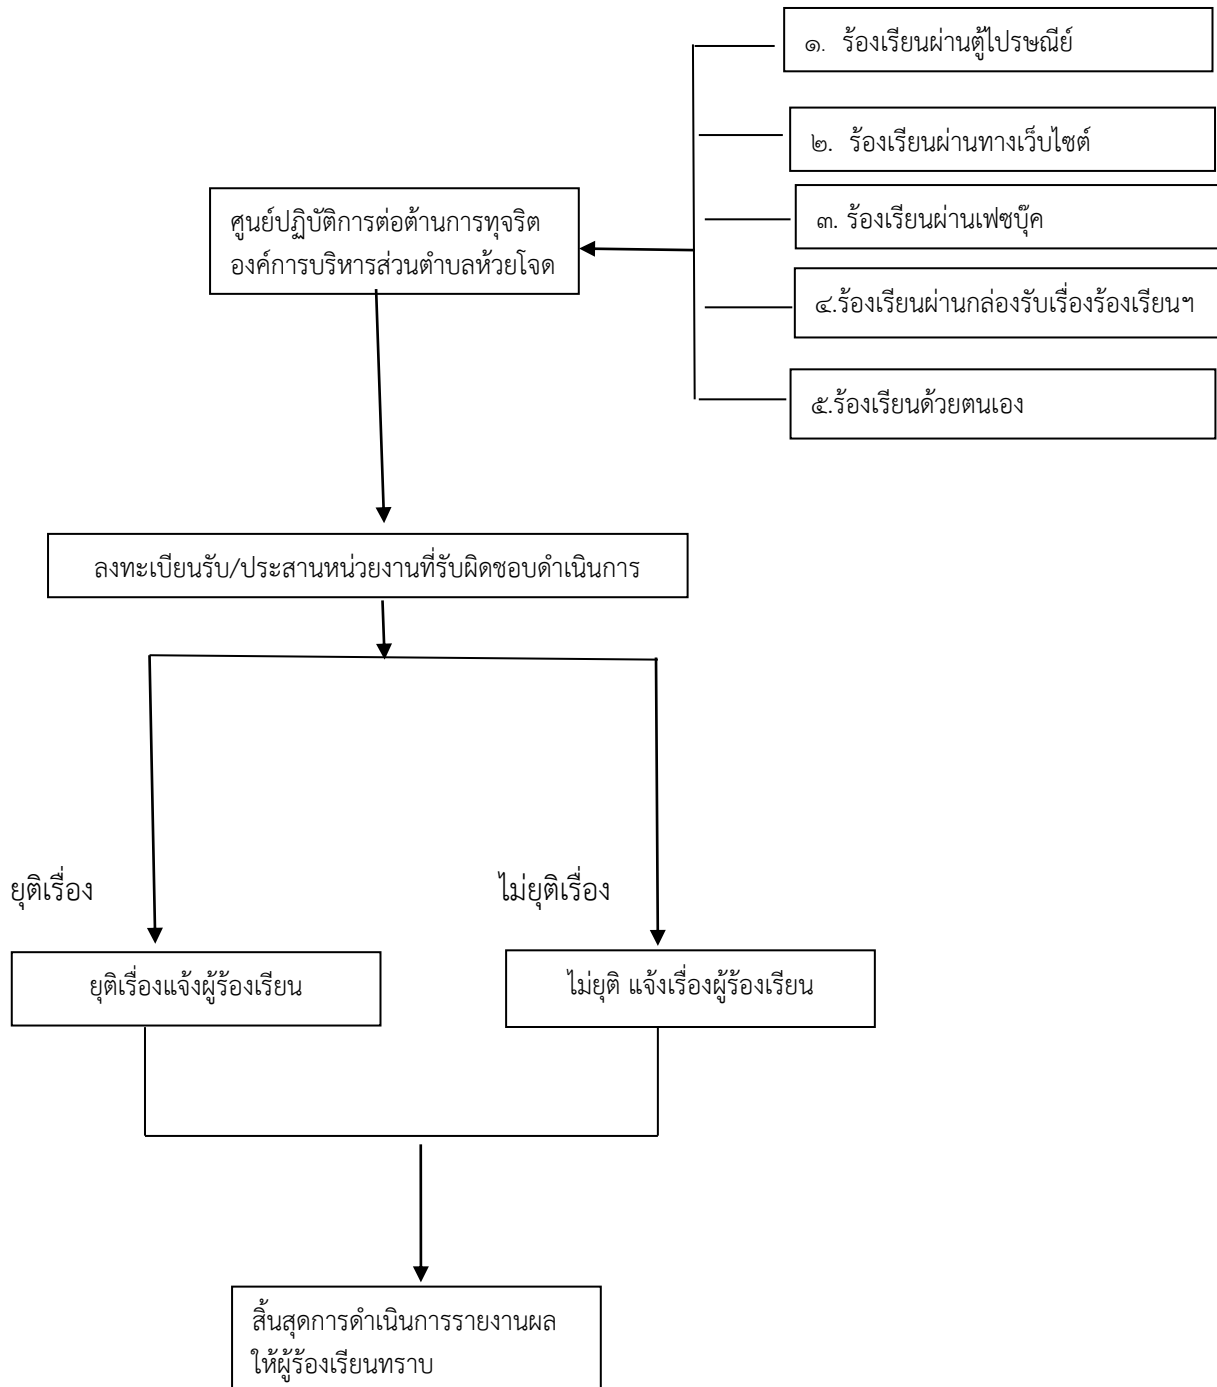 ๑. ร้องเรียนผ่านตู้ไปรษณีย์
๒. ร้องเรียนผ่านทางเว็บไซต์
๓. ร้องเรียนผ่านเฟซบุ๊ค
๔.ร้องเรียนผ่านกล่องรับเรื่องร้องเรียนฯ
๕.ร้องเรียนด้วยตนเอง
ศูนย์ปฏิบัติการต่อต้านการทุจริต
องค์การบริหารส่วนตำบลห้วยโจด
ลงทะเบียนรับ/ประสานหน่วยงานที่รับผิดชอบดำเนินการ
ยุติเรื่อง
ไม่ยุติเรื่อง
ยุติเรื่องแจ้งผู้ร้องเรียน
ไม่ยุติ แจ้งเรื่องผู้ร้องเรียน
สิ้นสุดการดำเนินการรายงานผล
ให้ผู้ร้องเรียนทราบ